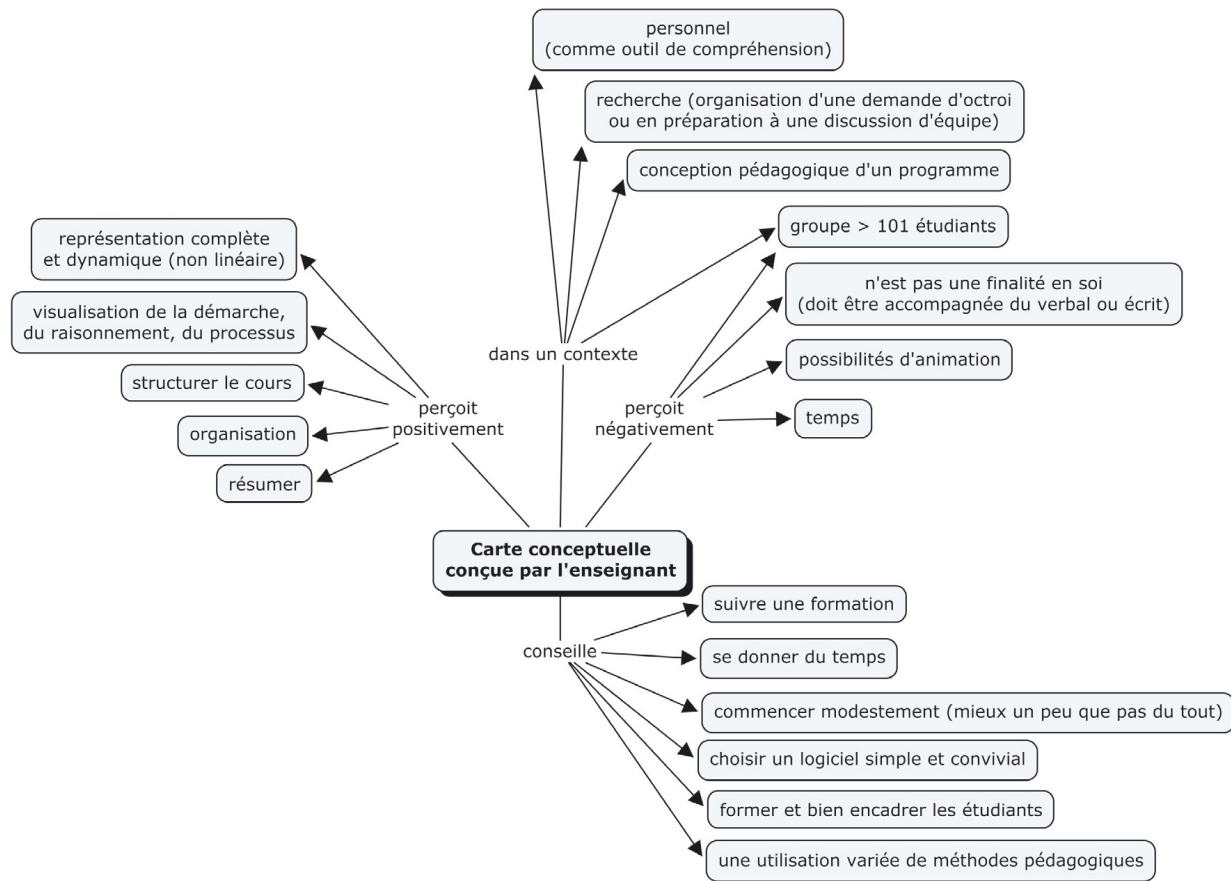 personnel
(comme outil de compréhension)
recherche (organisation d'une demande d'octroi
ou en préparation à une discussion d'équipe)
conception pédagogique d'un programme
groupe > 101 étudiants
représentation complète
et dynamique (non linéaire)
n'est pas une finalité en soi
(doit être accompagnée du verbal ou écrit)
visualisation de la démarche,
du raisonnement, du processus
dans un contexte
possibilités d'animation
structurer le cours
perçoit
positivement
perçoit
négativement
temps
organisation
résumer
Carte conceptuelle
conçue par l'enseignant
suivre une formation
conseille
se donner du temps
commencer modestement (mieux un peu que pas du tout)
choisir un logiciel simple et convivial
former et bien encadrer les étudiants
une utilisation variée de méthodes pédagogiques